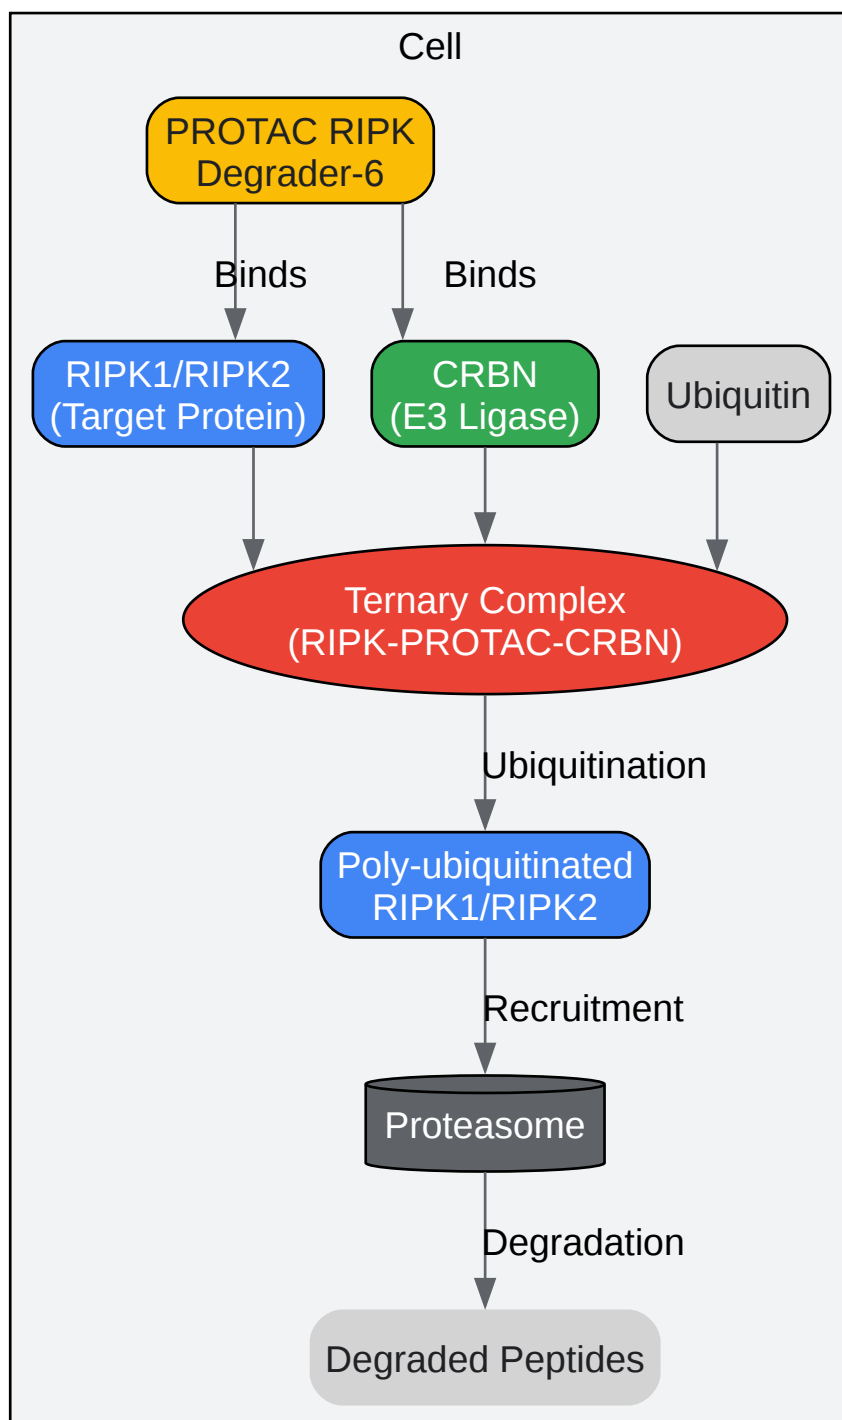 Cell
PROTAC RIPK
Degrader-6
Binds
Binds
RIPK1/RIPK2
(Target Protein)
CRBN
(E3 Ligase)
Ubiquitin
Ternary Complex
(RIPK-PROTAC-CRBN)
Ubiquitination
Poly-ubiquitinated
RIPK1/RIPK2
Recruitment
Proteasome
Degradation
Degraded Peptides